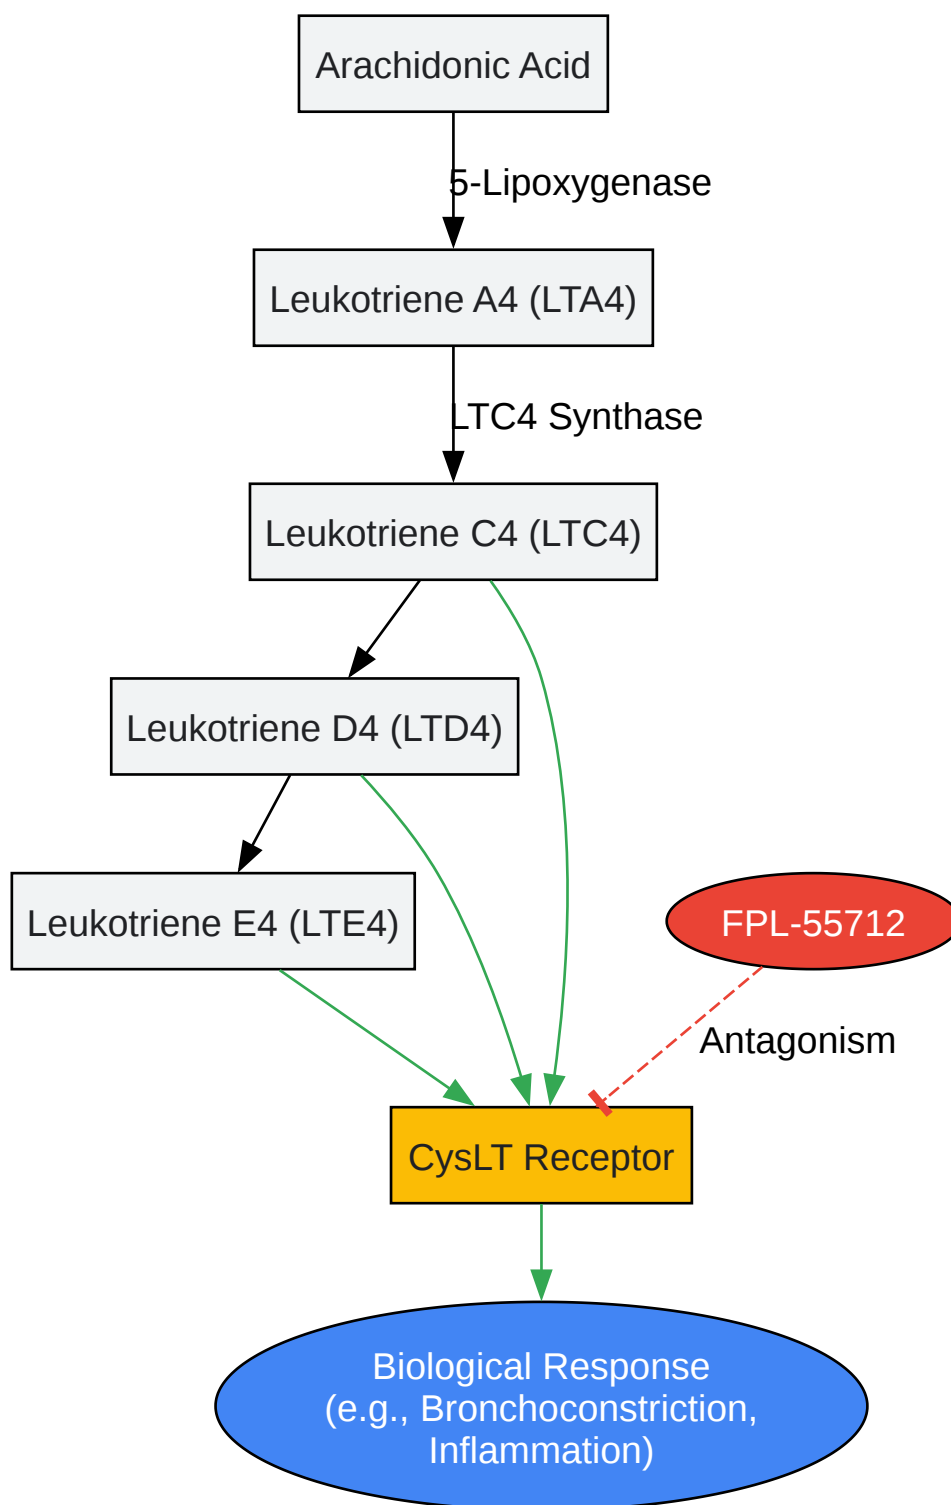 Arachidonic Acid
5-Lipoxygenase
Leukotriene A4 (LTA4)
LTC4 Synthase
Leukotriene C4 (LTC4)
Leukotriene D4 (LTD4)
Leukotriene E4 (LTE4)
FPL-55712
Antagonism
CysLT Receptor
Biological Response
(e.g., Bronchoconstriction,
Inflammation)